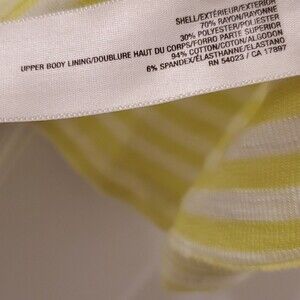 SHELL/EXTÉRIEUR/EXTERIOR
70% RAYON/RAYONNE
30% POLYESTER/POLIESTER
UPPER BODY LINING/DOUBLURE HAUT DU CORPS/FORRO PARTE SUPERIOR
94% COTTON/COTON/ALGODON
6% SPANDEX/ÉLASTHANNE/ELASTANO
RN 54023 / CA 17897